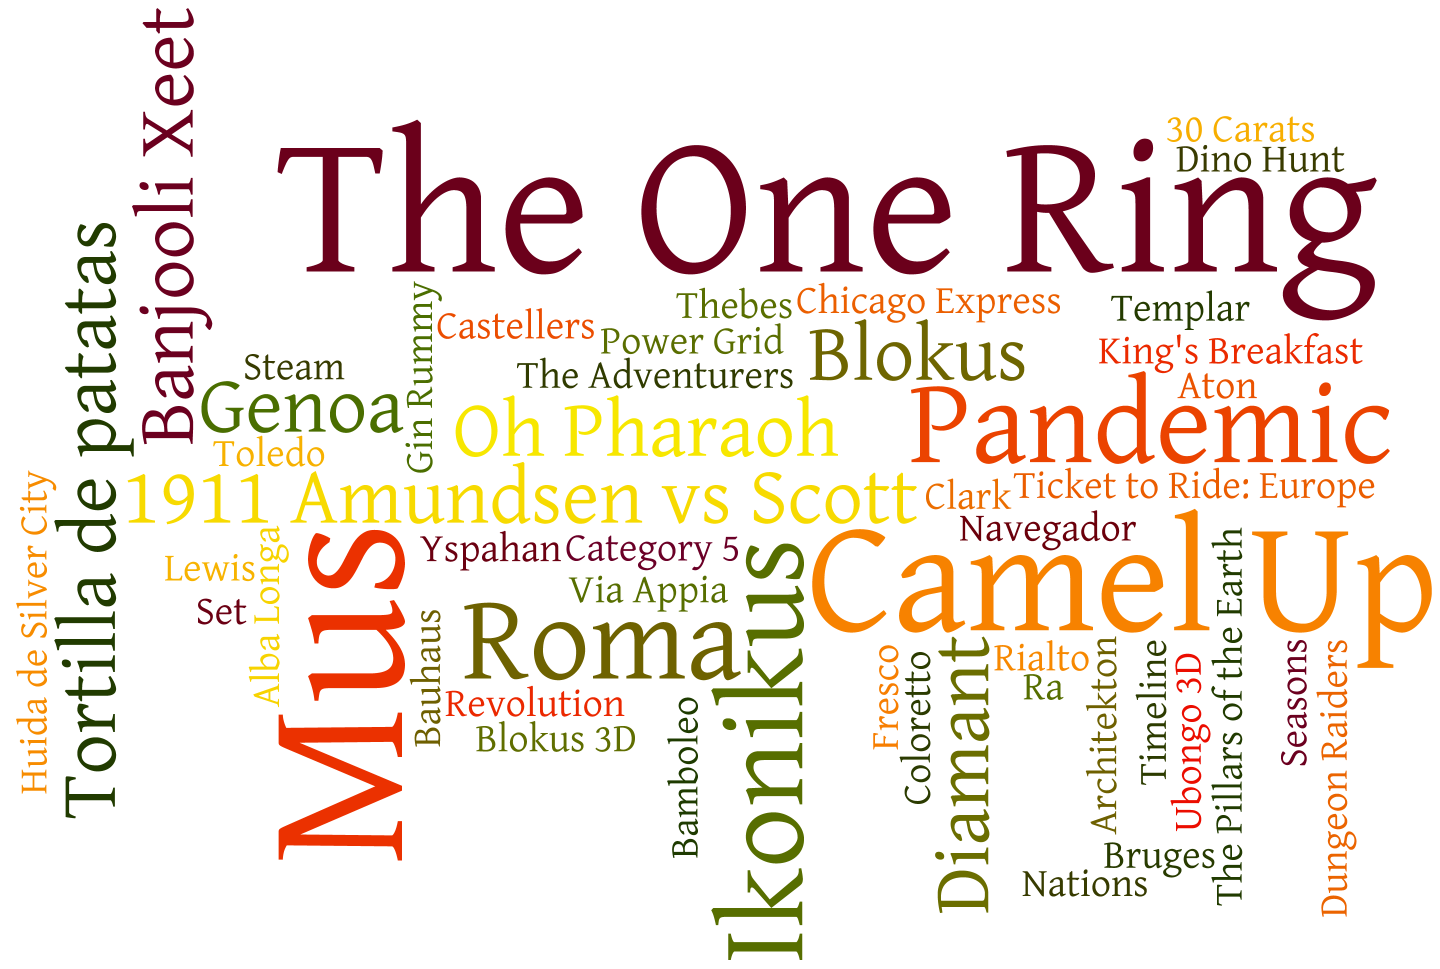 Banjooli Xeet
30 Carats
Dino Hunt
The One Ring
Tortilla de patatas
Gin Rummy
Castellers
Thebes
Chicago Express
Templar
Power Grid
Blokus
King's Breakfast
Steam
The Adventurers
Aton
Genoa
Oh Pharaoh
Pandemic
Toledo
Huida de Silver City
1911 Amundsen vs Scott
Clark
Ticket to Ride: Europe
Navegador
Alba Longa
Mus
Yspahan
Category 5
Ikonikus
Camel Up
Lewis
Via Appia
Set
Bauhaus
Roma
The Pillars of the Earth
Fresco
Coloretto
Diamant
Rialto
Ra
Architekton
Timeline
Ubongo 3D
Seasons
Dungeon Raiders
Revolution
Blokus 3D
Bamboleo
Bruges
Nations